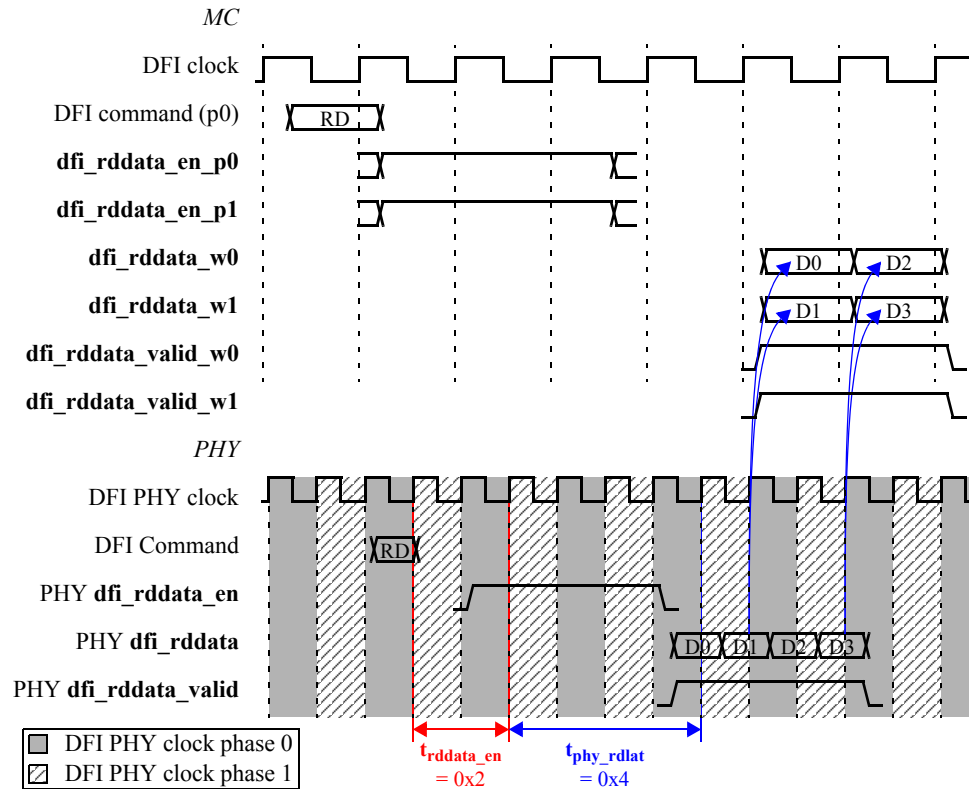 MC
DFI clock
DFI command (p0)
RD
dfi_rddata_en_p0
dfi_rddata_en_p1
dfi_rddata_w0
D0 D2
dfi_rddata_w1
D1 D3
dfi_rddata_valid_w0
dfi_rddata_valid_w1
PHY
DFI PHY clock
DFI Command
RD
PHY dfi_rddata_en
PHY dfi_rddata
D0 D1 D2 D3
PHY dfi_rddata_valid
DFI PHY clock phase 0
DFI PHY clock phase 1
trddata_en
= 0x2
tphy_rdlat
= 0x4